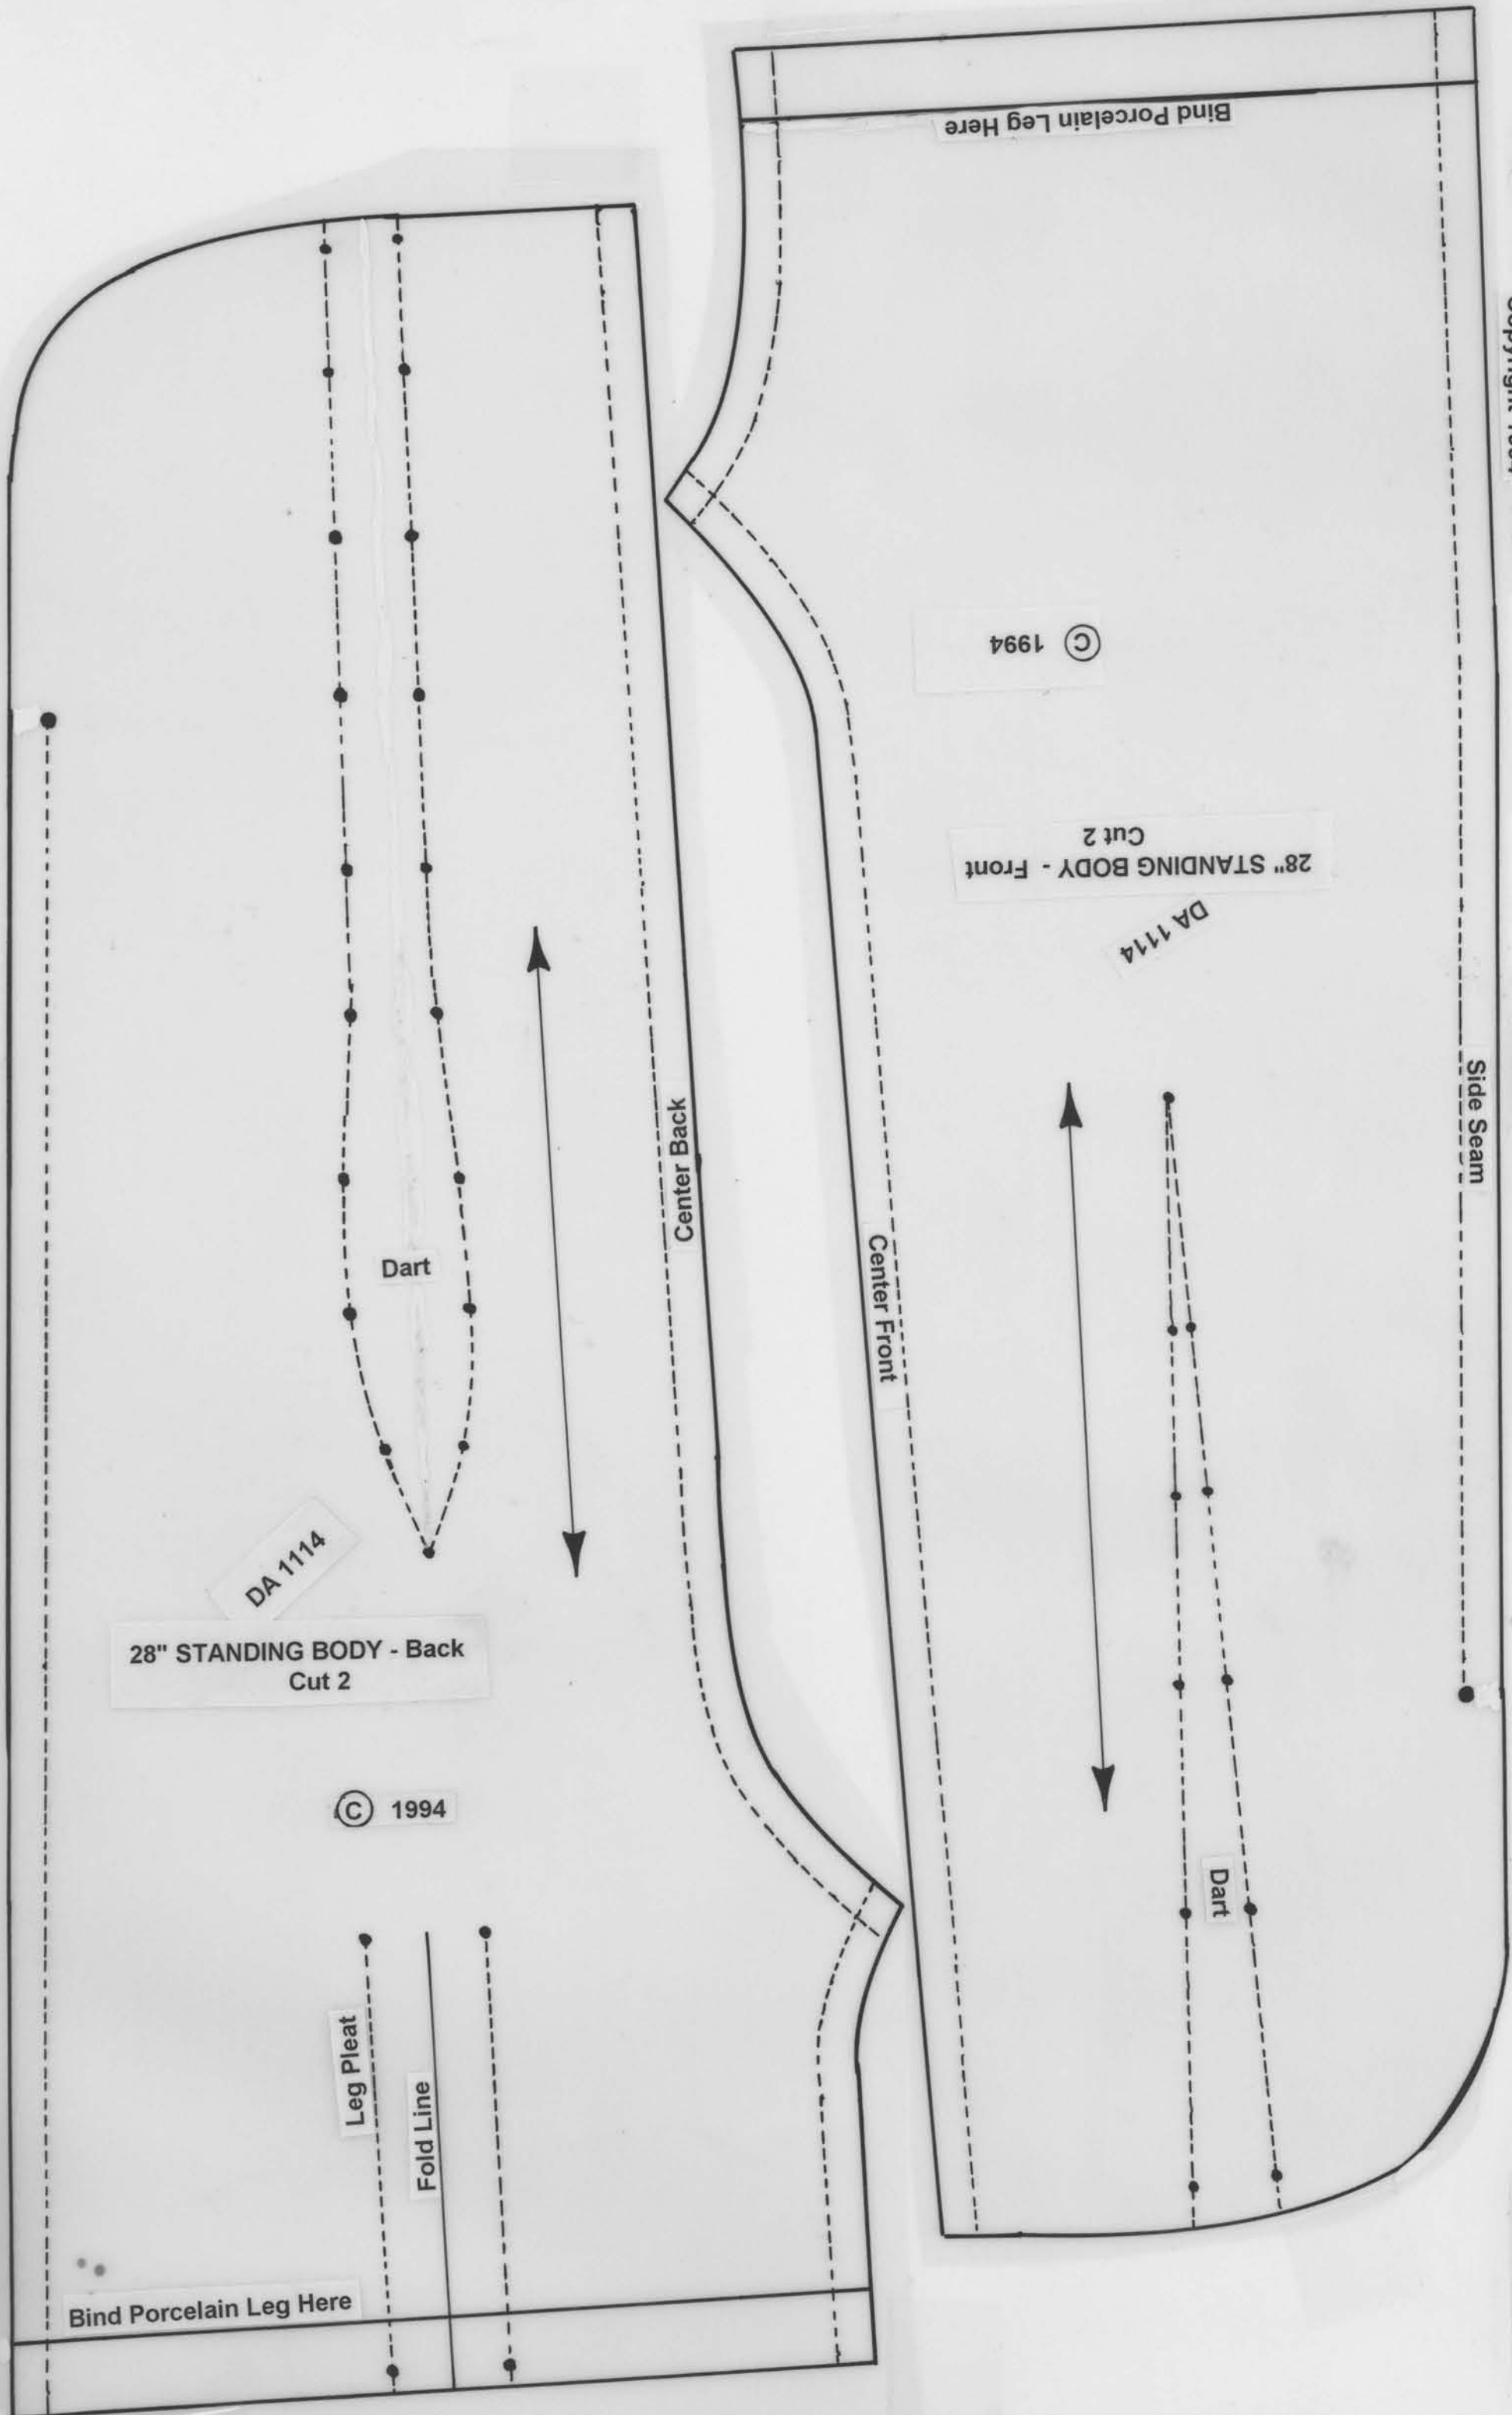 Dart
Center Back
DA 1114
28" STANDING BODY - Back
Cut 2
© 1994
Leg Pleat
Fold Line
Bind Porcelain Leg Here
Bind Porcelain Leg Here
© 1994
28" STANDING BODY - Front
Cut 2
DA 1114
Center Front
Side Seam
Dart